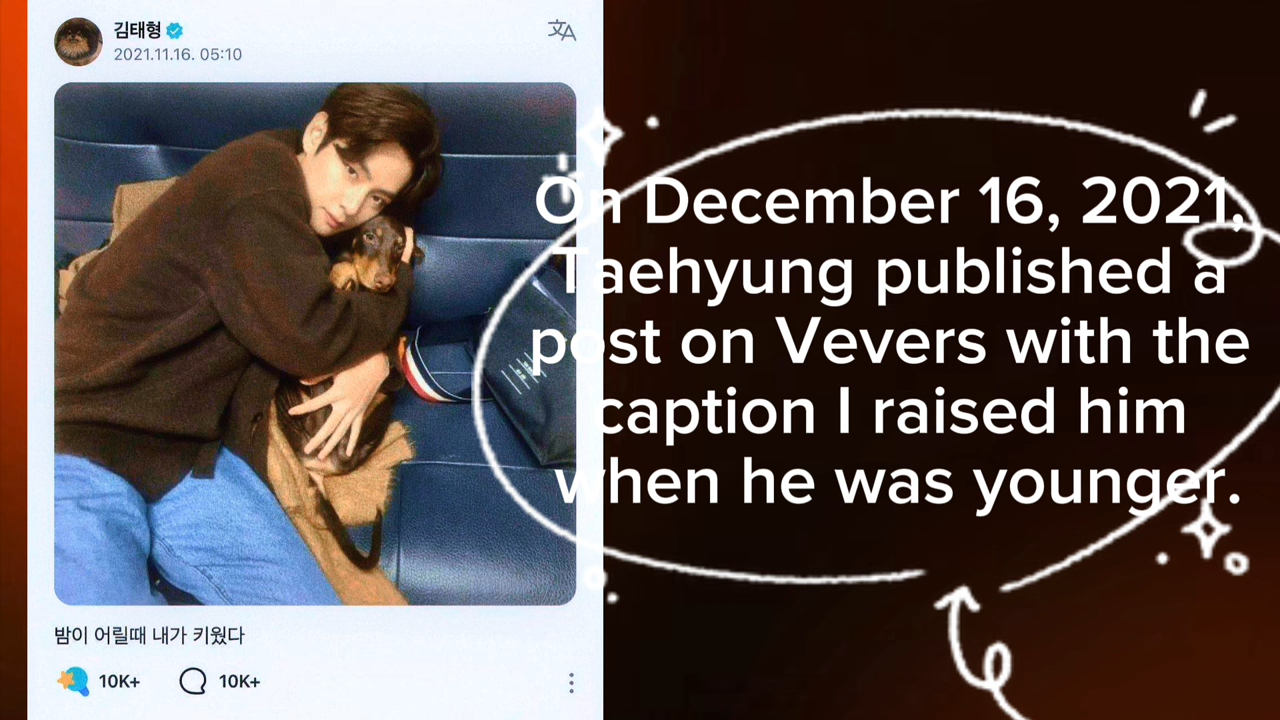 김태형
2021.11.16. 05:10
밤이 어릴때 내가 키웠다
10K+ 10K+
On December 16, 2021,
Taehyung published a
post on Vevers with the
caption I raised him
when he was younger.